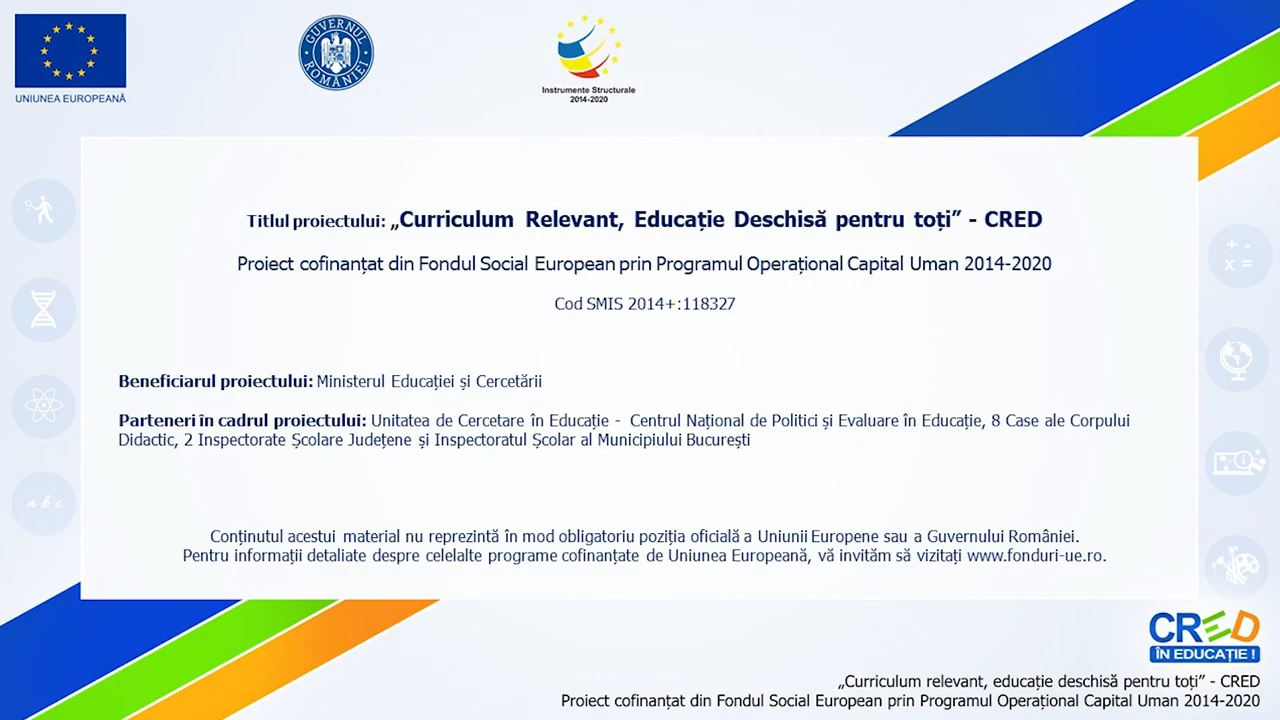 UNIUNEA EUROPEANĂ
GUVERNUL ROMÂNIEI
Instrumente Structurale
2014-2020
Titlul proiectului: „Curriculum Relevant, Educație Deschisă pentru toți” - CRED
Proiect cofinanțat din Fondul Social European prin Programul Operațional Capital Uman 2014-2020
Cod SMIS 2014+:118327
Beneficiarul proiectului: Ministerul Educației și Cercetării
Parteneri în cadrul proiectului: Unitatea de Cercetare în Educație - Centrul Național de Politici și Evaluare în Educație, 8 Case ale Corpului
Didactic, 2 Inspectorate Școlare Județene și Inspectoratul Școlar al Municipiului București
Conținutul acestui material nu reprezintă în mod obligatoriu poziția oficială a Uniunii Europene sau a Guvernului României.
Pentru informații detaliate despre celelalte programe cofinanțate de Uniunea Europeană, vă invităm să vizitați www.fonduri-ue.ro.
+ -
x =
a b c
CRED
ÎN EDUCAȚIE !
„Curriculum relevant, educație deschisă pentru toți” - CRED
Proiect cofinanțat din Fondul Social European prin Programul Operațional Capital Uman 2014-2020